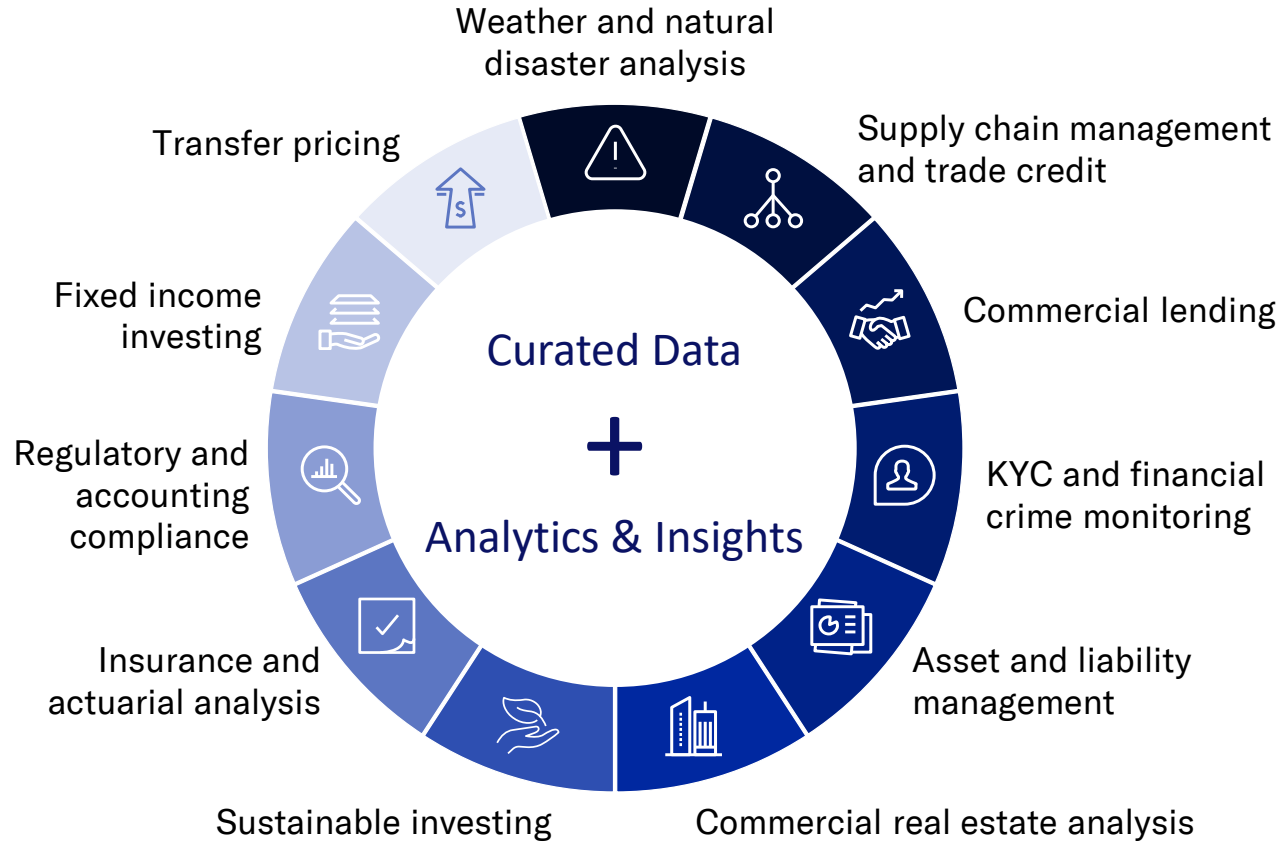 Weather and natural
disaster analysis
Supply chain management
and trade credit
Commercial lending
KYC and financial
crime monitoring
Asset and liability
management
Commercial real estate analysis
Sustainable investing
Insurance and
actuarial analysis
Regulatory and
accounting
compliance
Fixed income
investing
Transfer pricing
$
Curated Data
+
Analytics & Insights